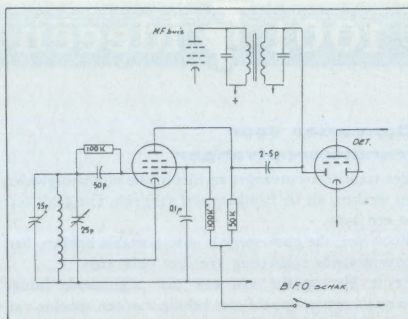 M.F. buis
DET.
100K
50p
25p
25p
01µ
100K
50K
2-5p
B.F.O SCHAK.